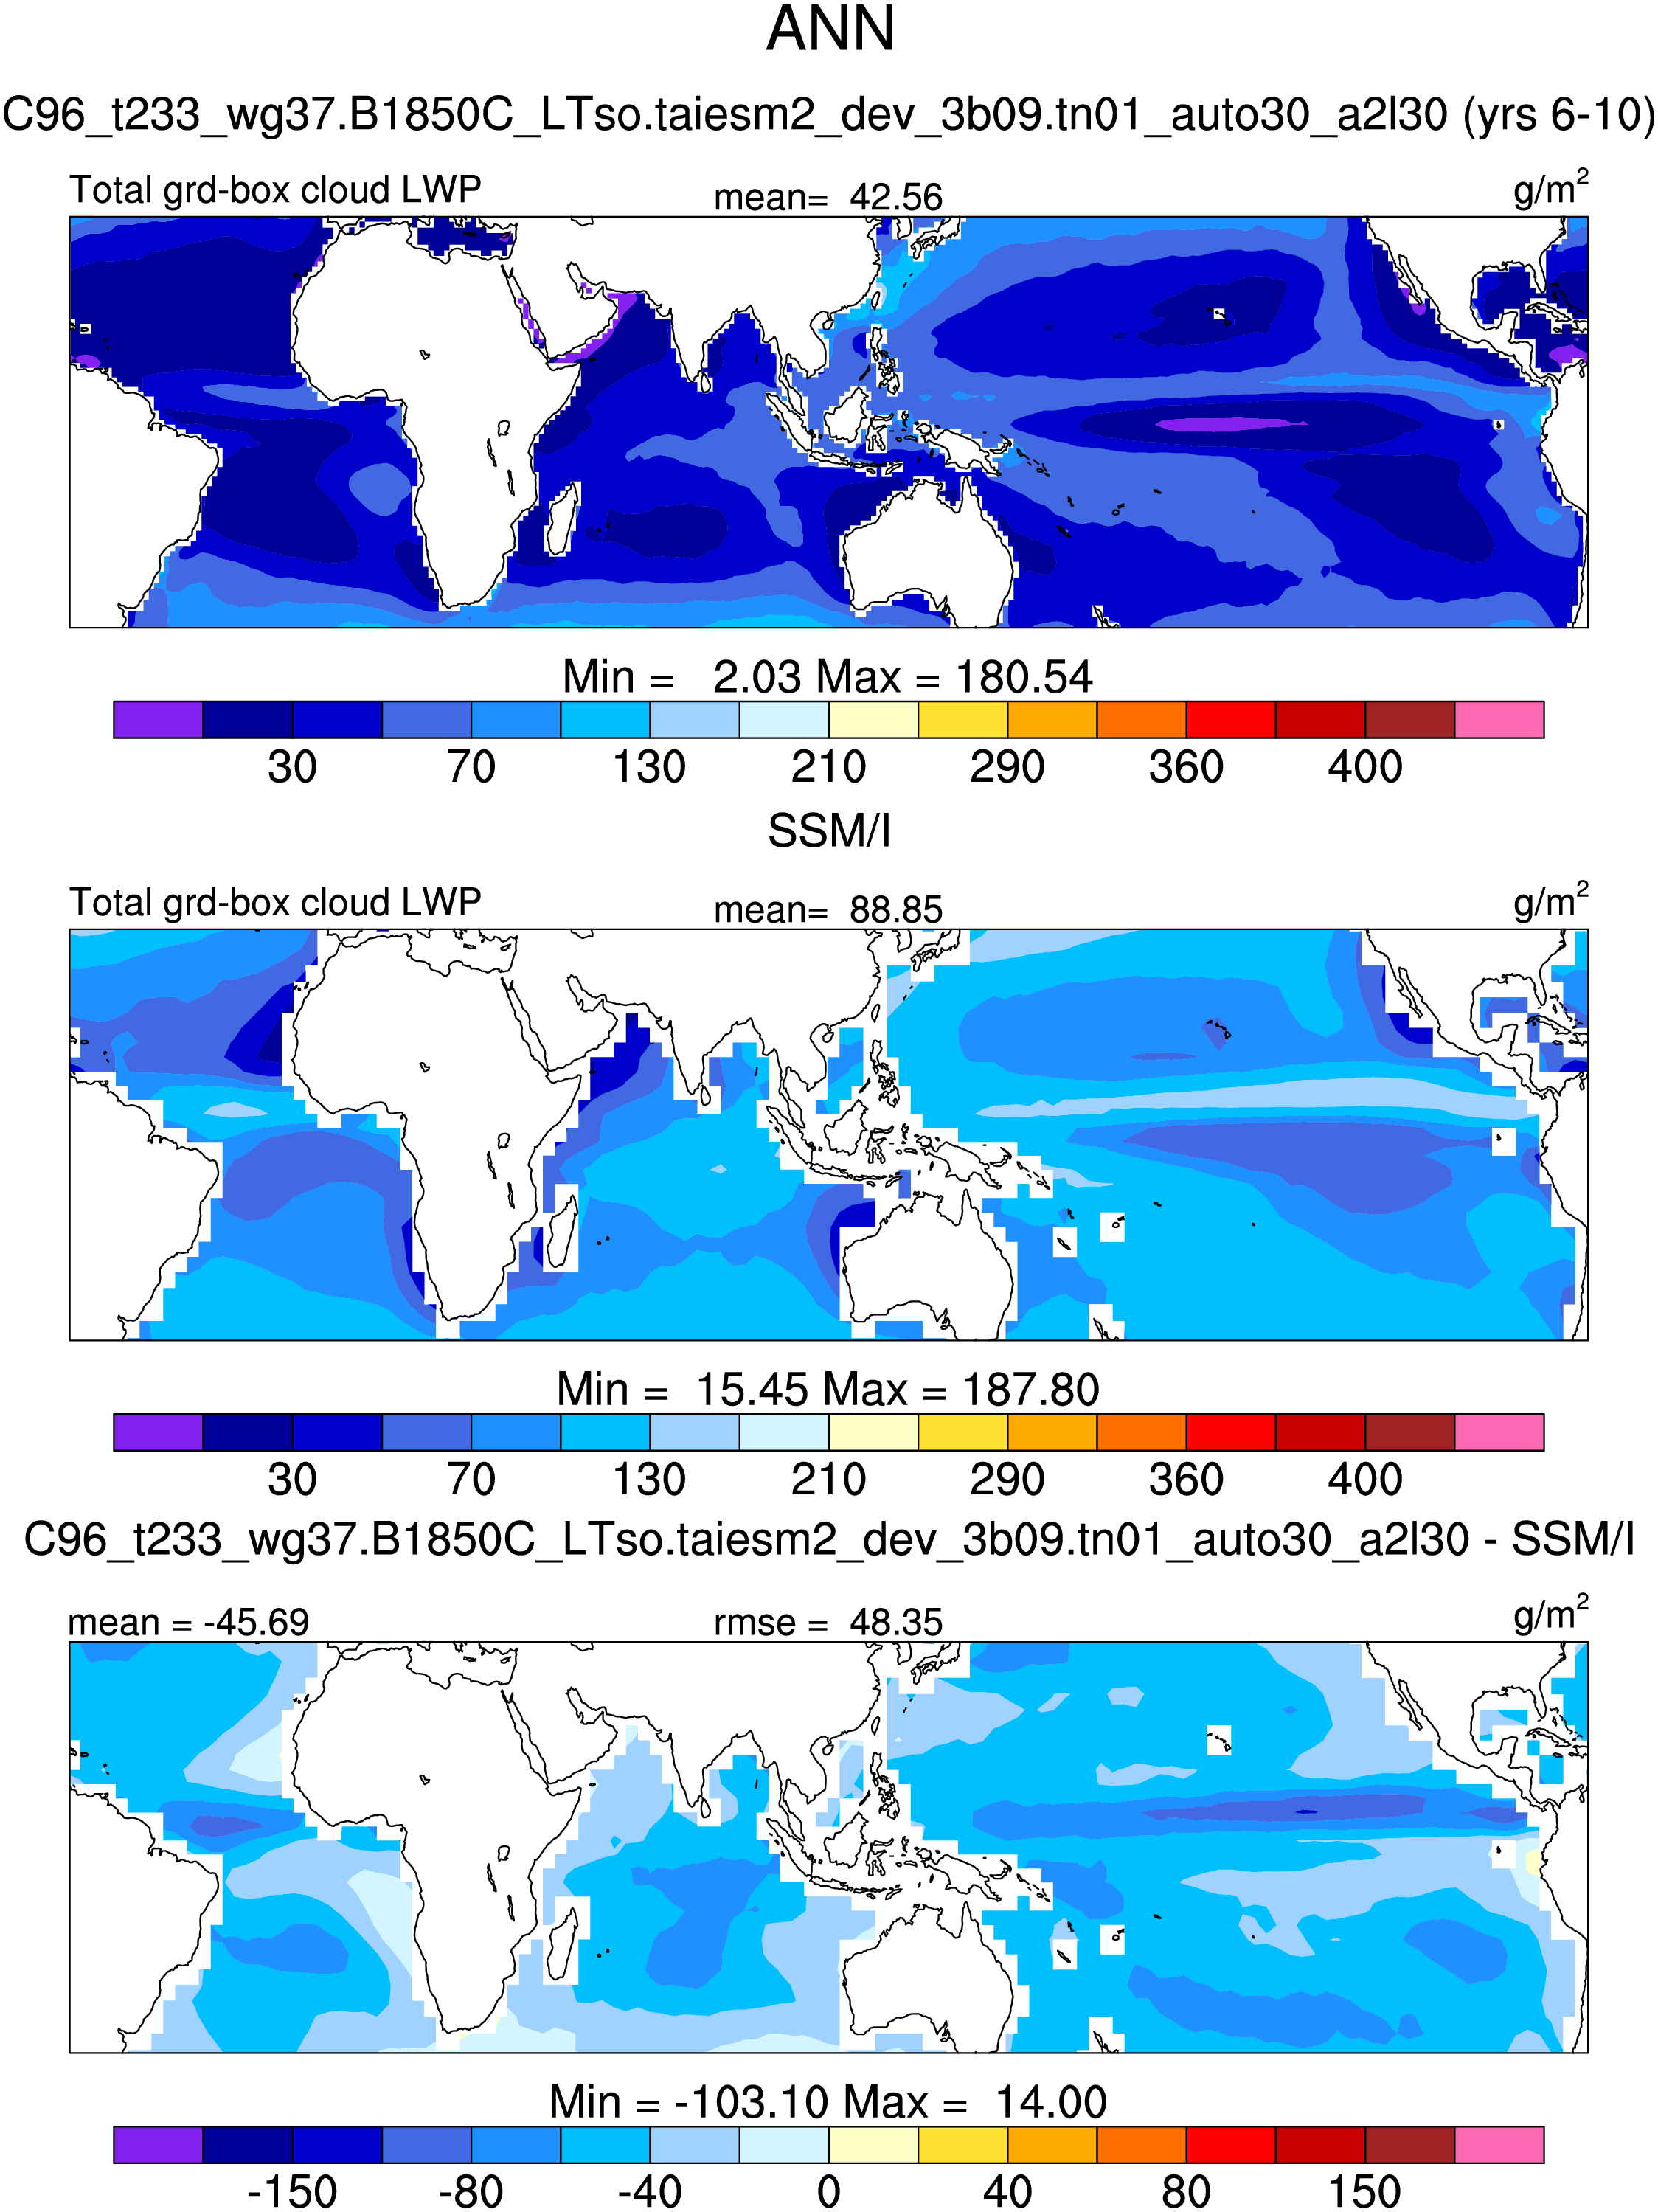 ANN
C96_t233_wg37.B1850C_LTso.taiesm2_dev_3b09.tn01_auto30_a2l30 (yrs 6-10)
Total grd-box cloud LWP mean= 42.56 g/m²
Min = 2.03 Max = 180.54
30 70 130 210 290 360 400
SSM/I
Total grd-box cloud LWP mean= 88.85 g/m²
Min = 15.45 Max = 187.80
30 70 130 210 290 360 400
C96_t233_wg37.B1850C_LTso.taiesm2_dev_3b09.tn01_auto30_a2l30 - SSM/I
mean = -45.69 rmse = 48.35 g/m²
Min = -103.10 Max = 14.00
-150 -80 -40 0 40 80 150